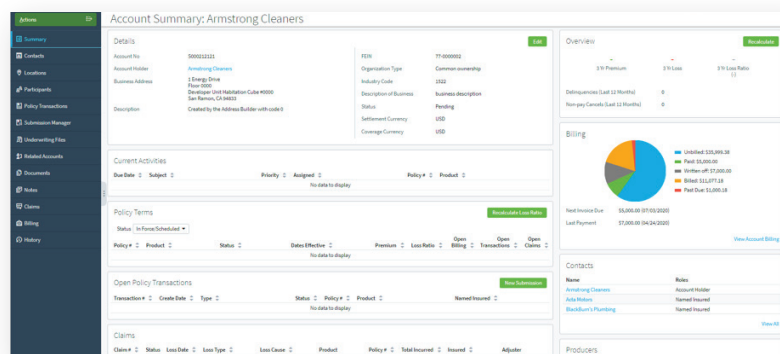 Actions
Account Summary: Armstrong Cleaners
Summary
Contacts
Locations
Participants
Policy Transactions
Submission Manager
Underwriting Files
Related Accounts
Documents
Notes
Claims
Billing
History
Details
Edit
Account No 5000212121
Account Holder Armstrong Cleaners
Business Address 2 Energy Drive
Floor 0000
Developer Unit Habitation Cube #0000
San Ramon, CA 94833
Description Created by the Address Builder with code 0
FEIN 77-0000001
Organization Type Common ownership
Industry Code 1522
Description of Business business description
Status Pending
Settlement Currency USD
Coverage Currency USD
Current Activities
Due Date Subject Priority Assigned Policy # Product
No data to display
Policy Terms
Recalculate Loss Ratio
Status In Force/Scheduled
Policy # Product Status Dates Effective Premium Loss Ratio Open Billing Open Transactions Open Claims
No data to display
Open Policy Transactions
New Submission
Transaction # Create Date Type Status Policy # Product Named Insured
No data to display
Claims
Claim # Status Loss Date Loss Type Loss Cause Product Policy # Total Incurred Insured Adjuster
Overview
Recalculate
- - -
3 Yr Premium 3 Yr Loss 3 Yr Loss Ratio
(-)
Delinquencies (Last 12 Months) 0
Non-pay Cancels (Last 12 Months) 0
Billing
Unbilled: $35,999.38
Paid: $5,000.00
Written off: $7,000.00
Billed: $11,077.18
Past Due: $1,000.18
Next Invoice Due $5,000.00 (07/03/2020)
Last Payment $7,000.00 (04/24/2020)
View Account Billing
Contacts
Name Roles
Armstrong Cleaners Account Holder
Acta Motors Named Insured
BlackBurn's Plumbing Named Insured
View All
Producers